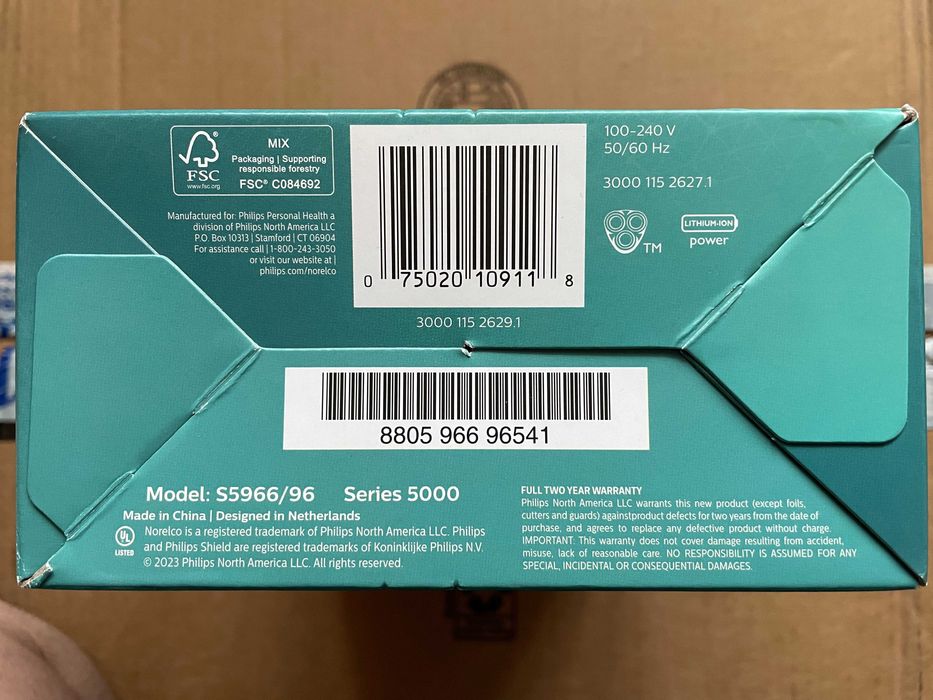 MIX
Packaging | Supporting
responsible forestry
FSC® C084692
FSC
www.fsc.org
Manufactured for: Philips Personal Health a
division of Philips North America LLC
P.O. Box 10313 | Stamford | CT 06904
For assistance call | 1-800-243-3050
or visit our website at |
philips.com/norelco
0 75020 10911 8
3000 115 2629.1
100-240 V
50/60 Hz
3000 115 2627.1
TM
LITHIUM-ION
power
8805 966 96541
Model: S5966/96 Series 5000
Made in China | Designed in Netherlands
UL
LISTED
Norelco is a registered trademark of Philips North America LLC. Philips
and Philips Shield are registered trademarks of Koninklijke Philips N.V.
© 2023 Philips North America LLC. All rights reserved.
FULL TWO YEAR WARRANTY
Philips North America LLC warrants this new product (except foils,
cutters and guards) againstproduct defects for two years from the date of
purchase, and agrees to replace any defective product without charge.
IMPORTANT: This warranty does not cover damage resulting from accident,
misuse, lack of reasonable care. NO RESPONSIBILITY IS ASSUMED FOR ANY
SPECIAL, INCIDENTAL OR CONSEQUENTIAL DAMAGES.